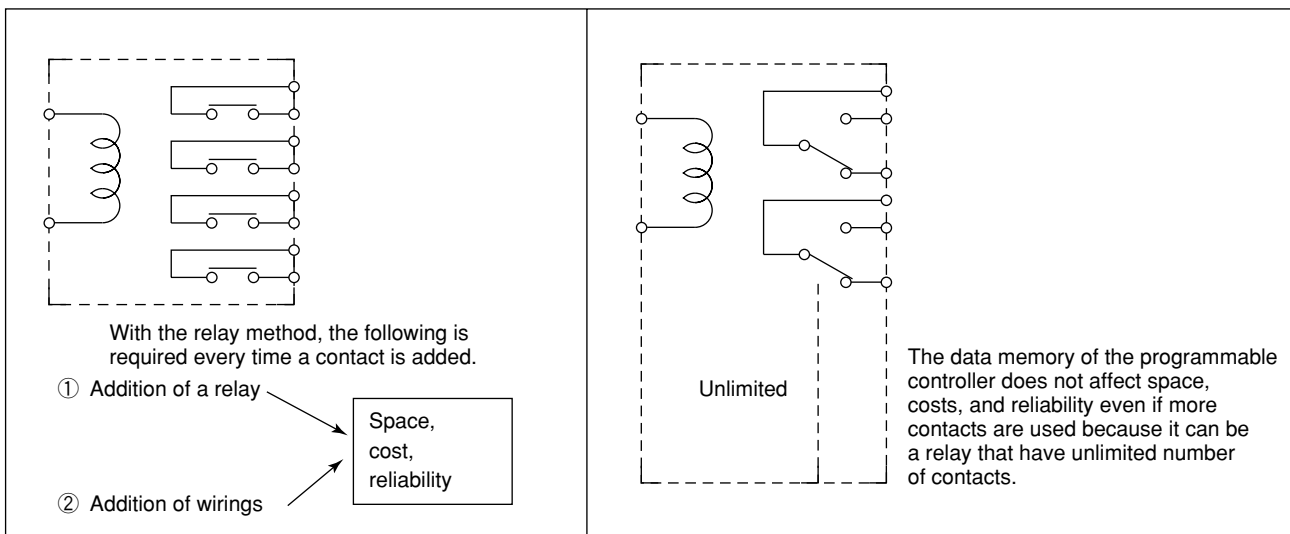 With the relay method, the following is
required every time a contact is added.
① Addition of a relay
Space,
cost,
reliability
② Addition of wirings
Unlimited
The data memory of the programmable
controller does not affect space,
costs, and reliability even if more
contacts are used because it can be
a relay that have unlimited number
of contacts.